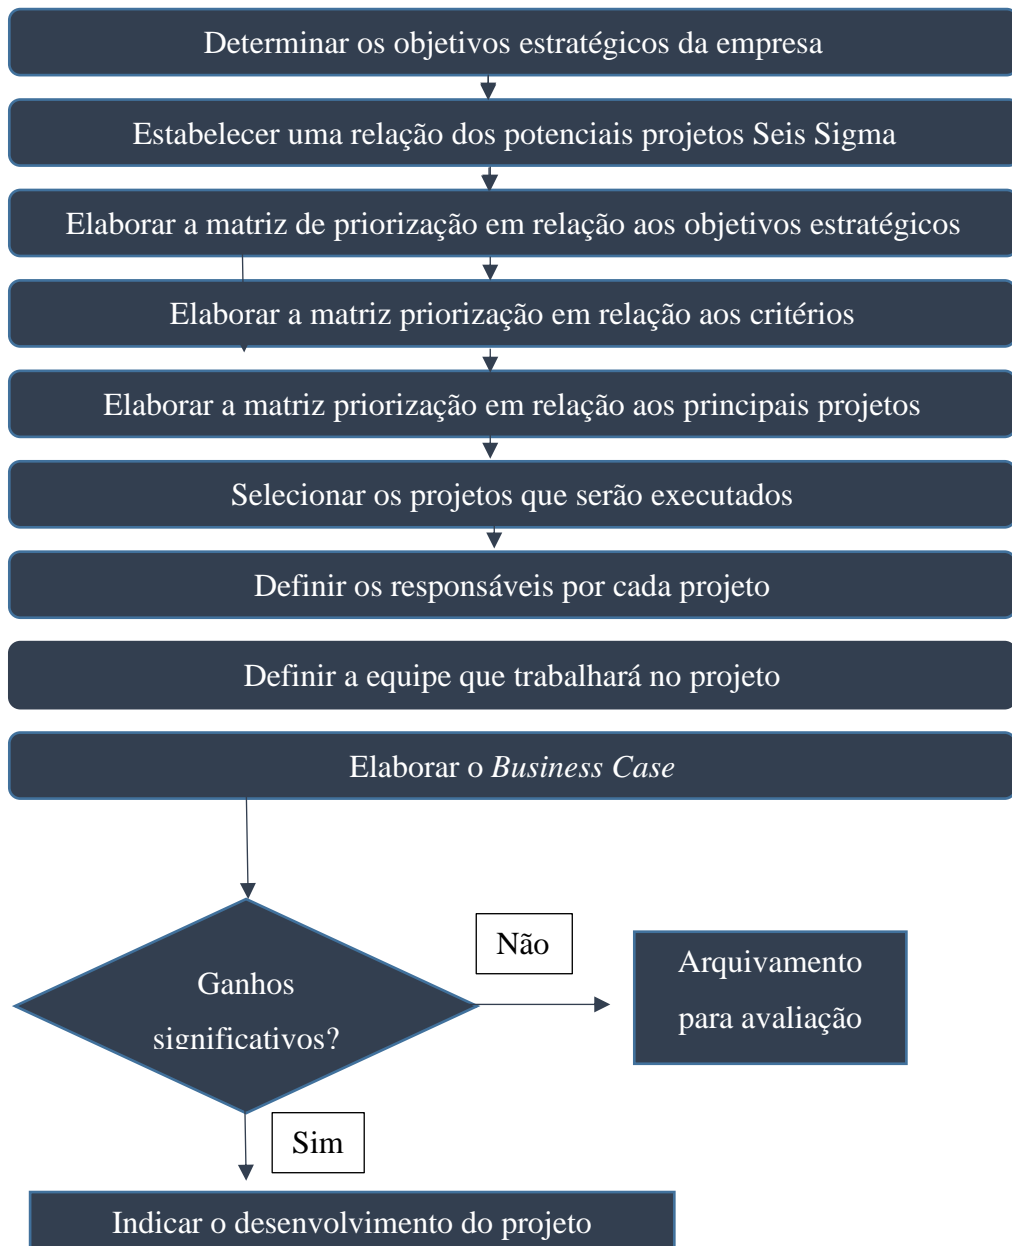 Determinar os objetivos estratégicos da empresa
Estabelecer uma relação dos potenciais projetos Seis Sigma
Elaborar a matriz de priorização em relação aos objetivos estratégicos
Elaborar a matriz priorização em relação aos critérios
Elaborar a matriz priorização em relação aos principais projetos
Selecionar os projetos que serão executados
Definir os responsáveis por cada projeto
Definir a equipe que trabalhará no projeto
Elaborar o Business Case
Ganhos
significativos?
Não
Arquivamento
para avaliação
Sim
Indicar o desenvolvimento do projeto